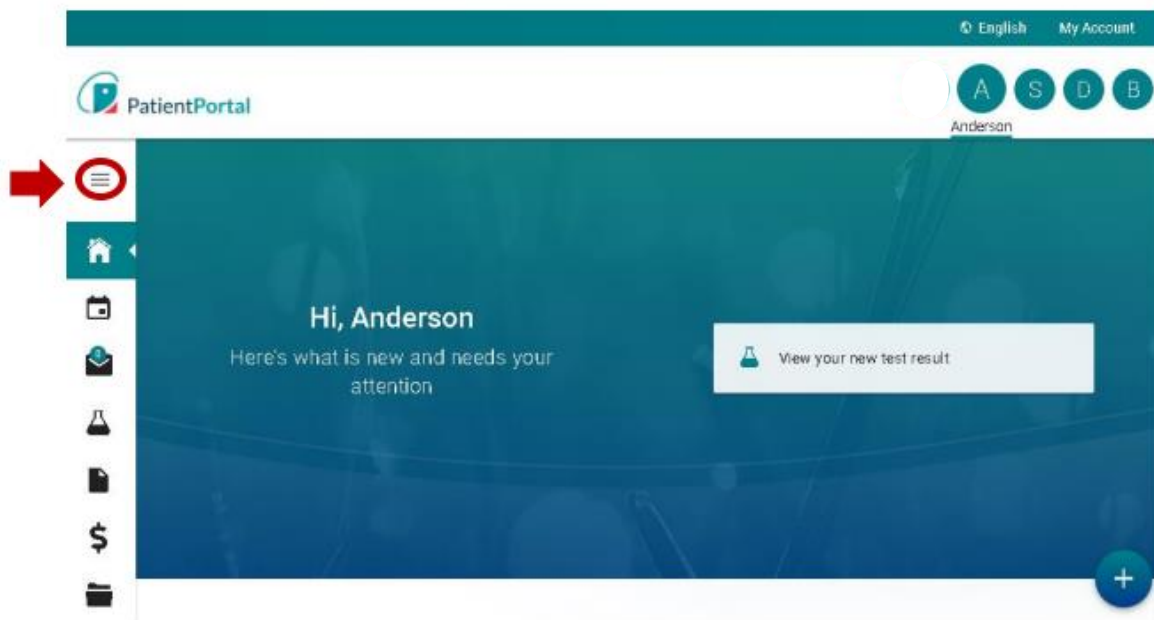 English My Account
PatientPortal
A S D B
Anderson
Hi, Anderson
Here's what is new and needs your
attention
View your new test result